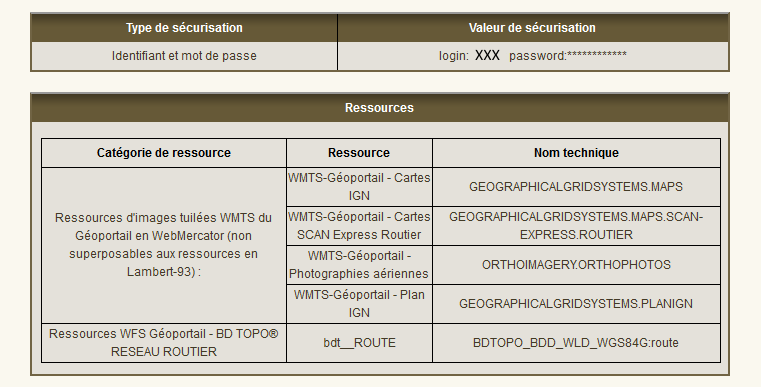 Type de sécurisation
Valeur de sécurisation
Identifiant et mot de passe
login: XXX password:************
Ressources
Catégorie de ressource
Ressource
Nom technique
Ressources d'images tuilées WMTS du
Géoportail en WebMercator (non
superposables aux ressources en
Lambert-93) :
WMTS-Géoportail - Cartes
IGN
GEOGRAPHICALGRIDSYSTEMS.MAPS
WMTS-Géoportail - Cartes
SCAN Express Routier
GEOGRAPHICALGRIDSYSTEMS.MAPS.SCAN-
EXPRESS.ROUTIER
WMTS-Géoportail -
Photographies aériennes
ORTHOIMAGERY.ORTHOPHOTOS
WMTS-Géoportail - Plan
IGN
GEOGRAPHICALGRIDSYSTEMS.PLANIGN
Ressources WFS Géoportail - BD TOPO®
RESEAU ROUTIER
bdt__ROUTE
BDTOPO_BDD_WLD_WGS84G:route